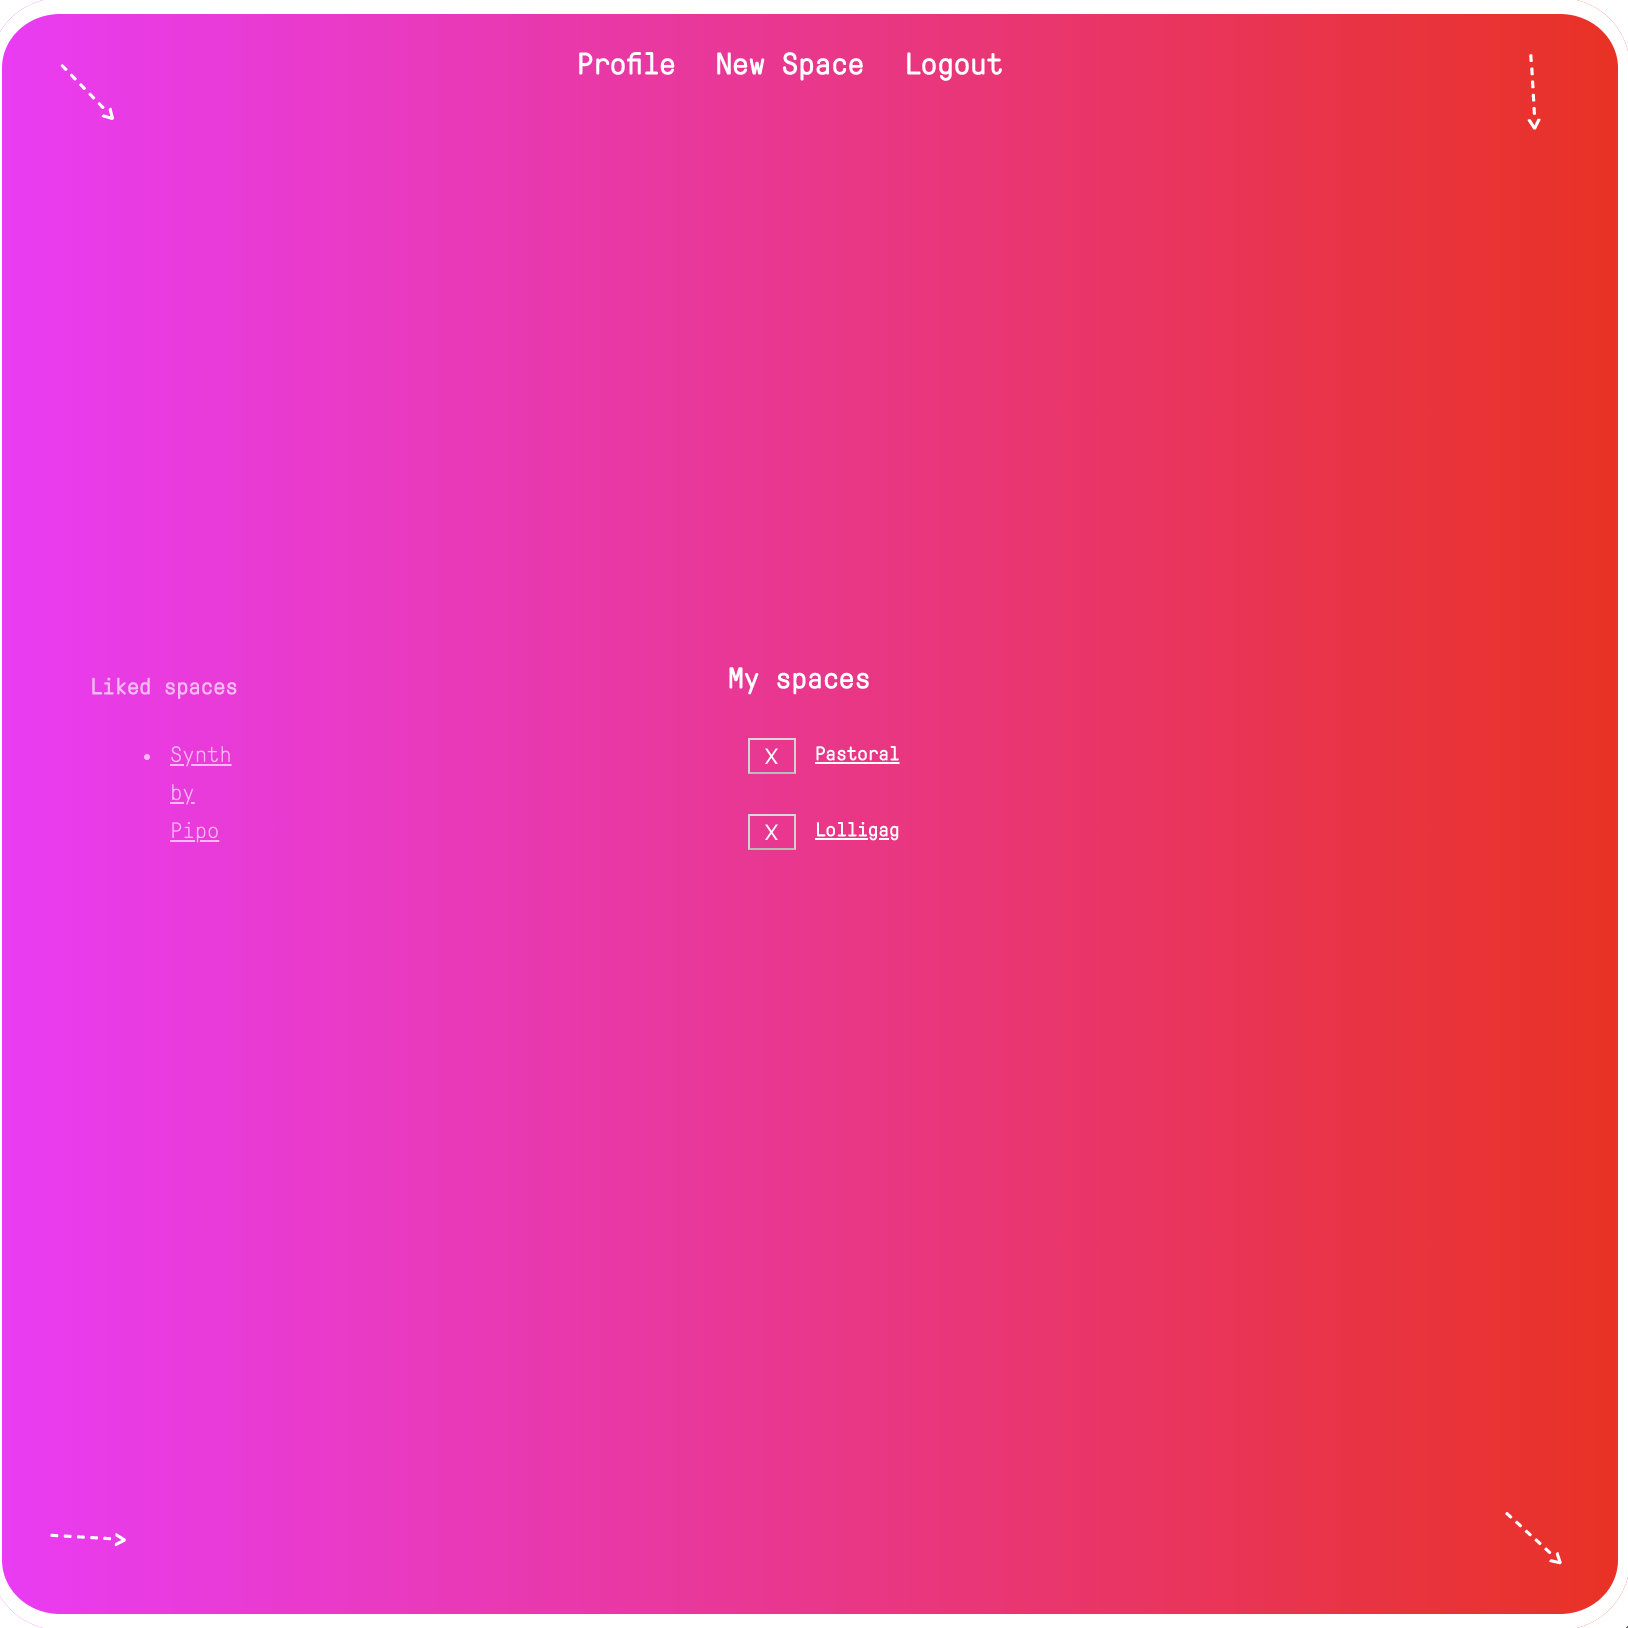 Profile New Space Logout
Liked spaces
Synth
by
Pipo
My spaces
X Pastoral
X Lolligag